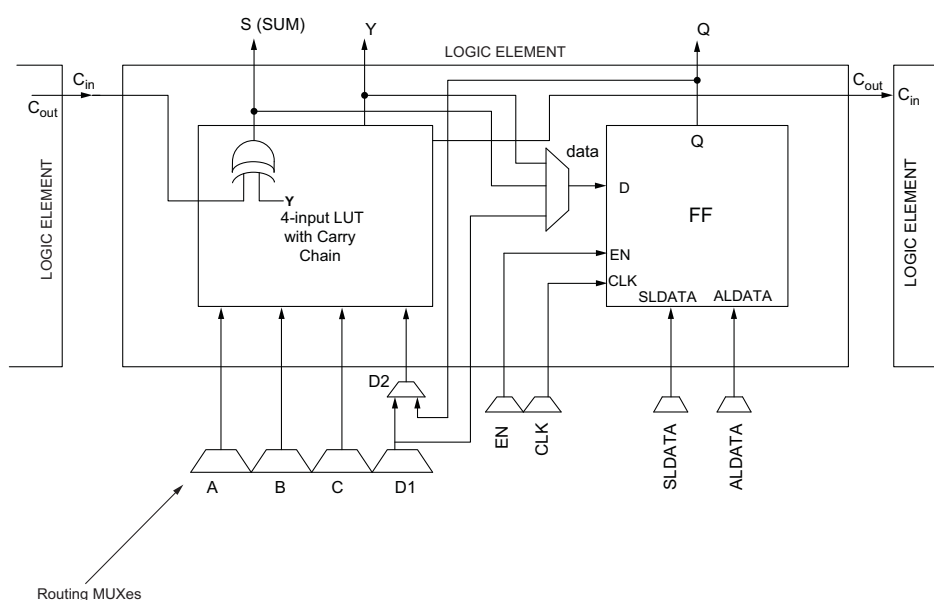 S (SUM)
Y
Q
LOGIC ELEMENT
Cin
Cout
Cout
Cin
LOGIC ELEMENT
LOGIC ELEMENT
data
Q
D
FF
Y
4-input LUT
with Carry
Chain
EN
CLK
SLDATA
ALDATA
D2
EN
CLK
SLDATA
ALDATA
A
B
C
D1
Routing MUXes